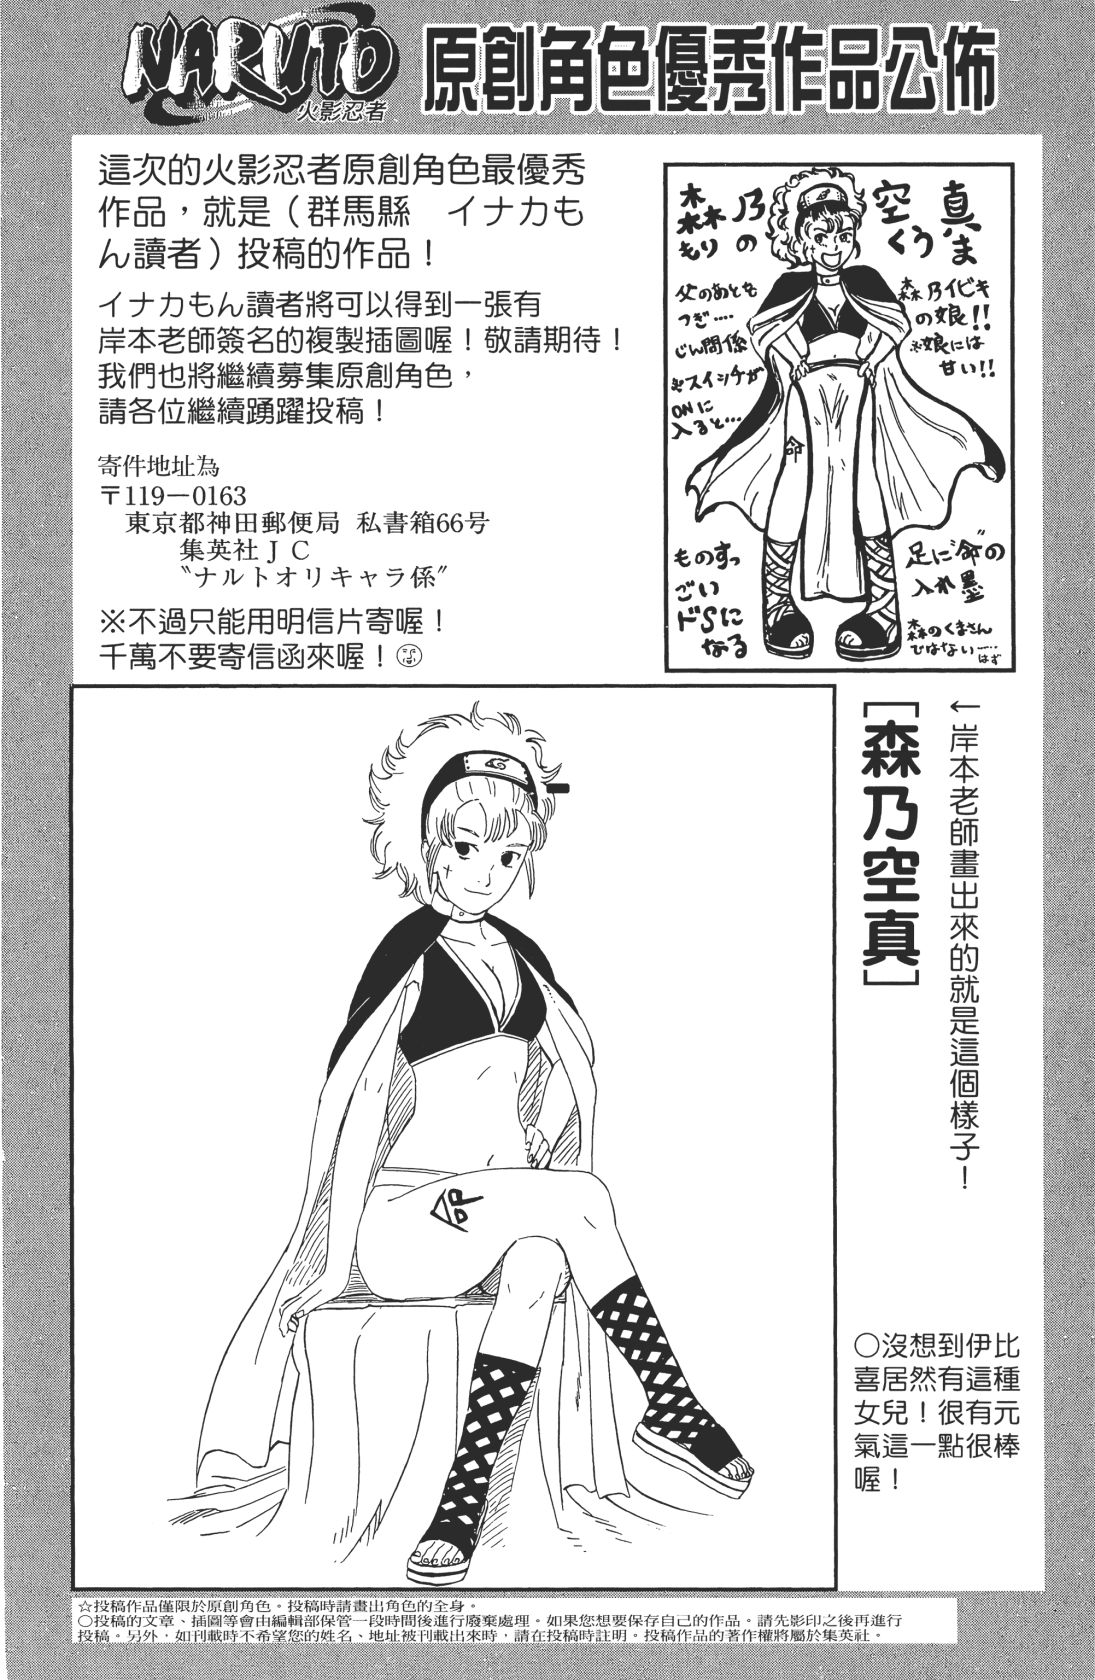 NARUTO
火影忍者
原創角色優秀作品公佈
這次的火影忍者原創角色最優秀
作品，就是（群馬縣　イナカも
ん讀者）投稿的作品！
イナカもん讀者將可以得到一張有
岸本老師簽名的複製插圖喔！敬請期待！
我們也將繼續募集原創角色，
請各位繼續踴躍投稿！
寄件地址為
〒119－0163
東京都神田郵便局　私書箱66号
集英社ＪＣ
〝ナルトオリキャラ係〞
※不過只能用明信片寄喔！
千萬不要寄信函來喔！
森乃 空真
もりの くうま
父のあとも
つぎ‥‥
じん問係
※スイッチが
ONに
入ると…
ものすっ
ごい
ドSに
なる
森乃イビキ
の娘!!
※娘には
甘い!!
命
足に“命”の
入れ墨
森のくまさん
ではない……
はず
←岸本老師畫出來的就是這個樣子！
［森乃空真］
命
○沒想到伊比
喜居然有這種
女兒！很有元
氣這一點很棒
喔！
☆投稿作品僅限於原創角色。投稿時請畫出角色的全身。
○投稿的文章、插圖等會由編輯部保管一段時間後進行廢棄處理。如果您想要保存自己的作品。請先影印之後再進行
投稿。另外，如刊載時不希望您的姓名、地址被刊載出來時，請在投稿時註明。投稿作品的著作權將屬於集英社。